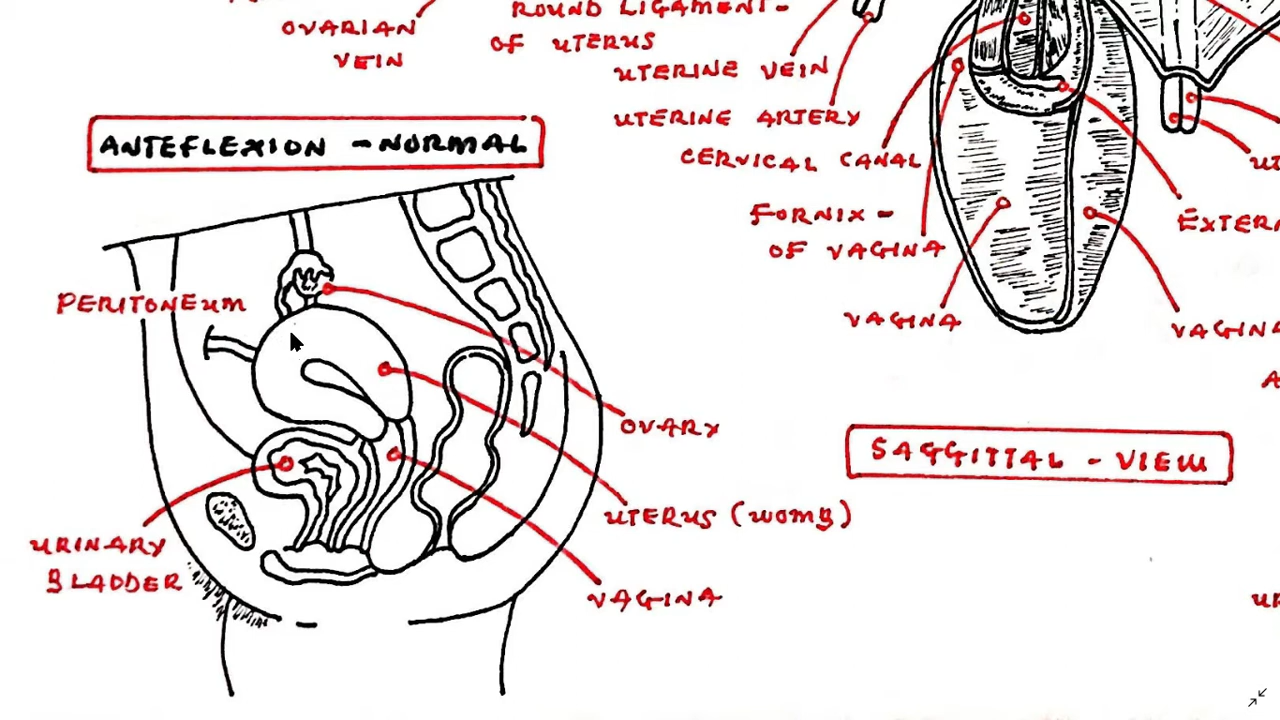 OVARIAN
VEIN
ROUND LIGAMENT-
OF UTERUS
UTERINE VEIN
UTERINE ARTERY
CERVICAL CANAL
FORNIX-
OF VAGINA
VAGINA
EXTERN
VAGINA
SAGGITTAL - VIEW
ANTEFLEXION - NORMAL
PERITONEUM
OVARY
UTERUS (WOMB)
VAGINA
URINARY
BLADDER